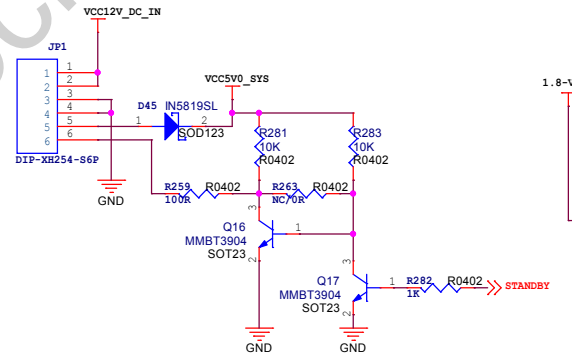 VCC12V_DC_IN
JP1
1 1
2 2
3 3
4 4
5 5
6 6
DIP-XH254-S6P
GND
D45 IN5819SL
1 2
SOD123
VCC5V0_SYS
R281
10K
R0402
R283
10K
R0402
R259 R0402
100R
R263 R0402
NC/0R
Q16
MMBT3904
SOT23
3
1
2
Q17
MMBT3904
SOT23
3
1
2
R282 R0402
1K
STANDBY
GND
GND
1.8-V